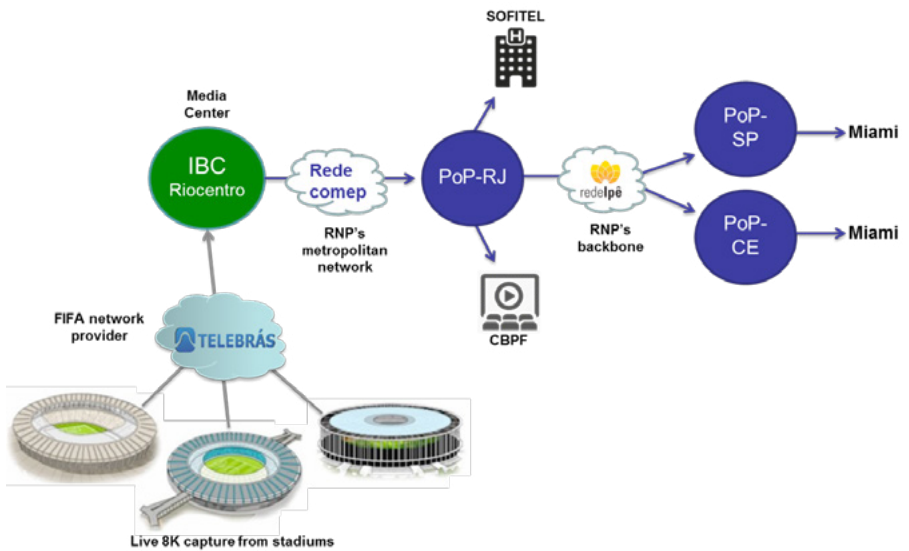 SOFITEL
H
Media
Center
IBC
Riocentro
Rede
comep
RNP's
metropolitan
network
PoP-RJ
redeIpê
RNP's
backbone
PoP-
SP
Miami
PoP-
CE
Miami
CBPF
FIFA network
provider
TELEBRÁS
Live 8K capture from stadiums